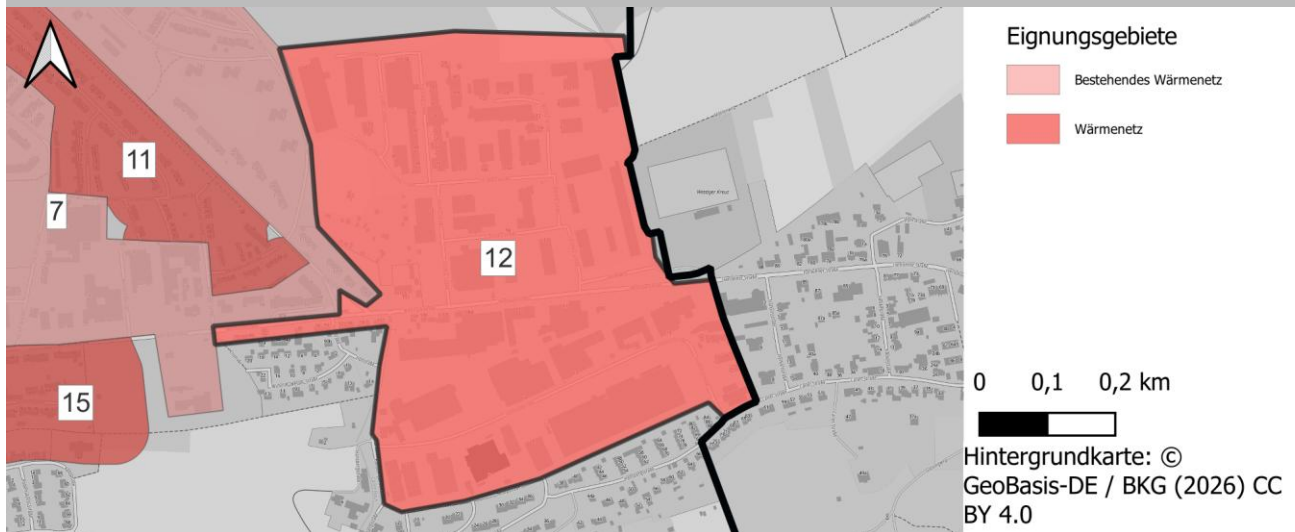 11
7
12
15
Eignungsgebiete
Bestehendes Wärmenetz
Wärmenetz
0 0,1 0,2 km
Hintergrundkarte: ©
GeoBasis-DE / BKG (2026) CC
BY 4.0